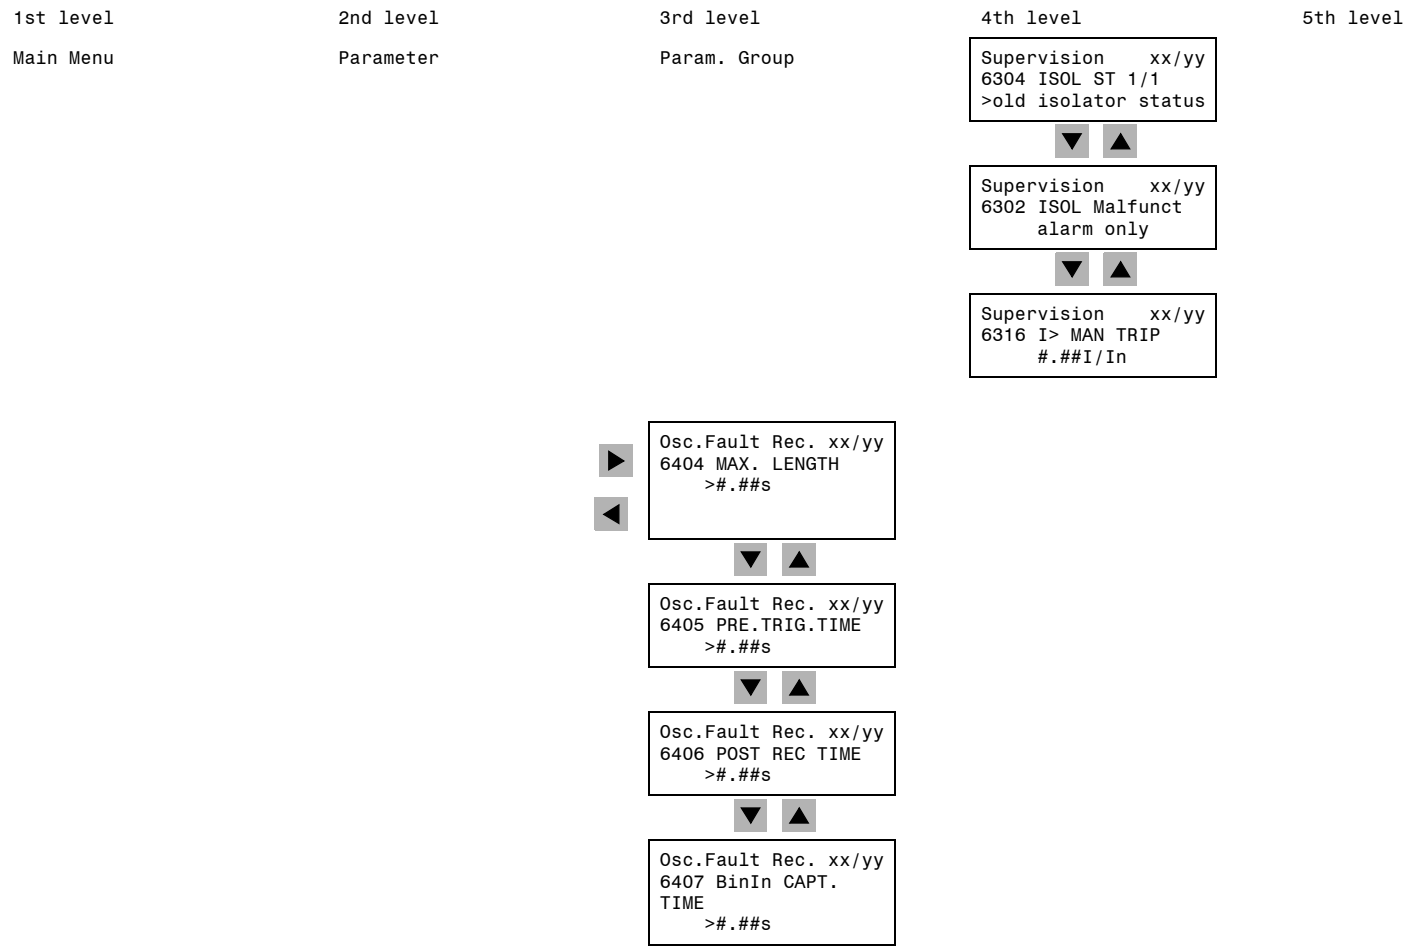 1st level 2nd level 3rd level 4th level 5th level
Main Menu Parameter Param. Group
Supervision xx/yy
6304 ISOL ST 1/1
>old isolator status
Supervision xx/yy
6302 ISOL Malfunct
alarm only
Supervision xx/yy
6316 I> MAN TRIP
#.##I/In
Osc.Fault Rec. xx/yy
6404 MAX. LENGTH
>#.##s
Osc.Fault Rec. xx/yy
6405 PRE.TRIG.TIME
>#.##s
Osc.Fault Rec. xx/yy
6406 POST REC TIME
>#.##s
Osc.Fault Rec. xx/yy
6407 BinIn CAPT.
TIME
>#.##s